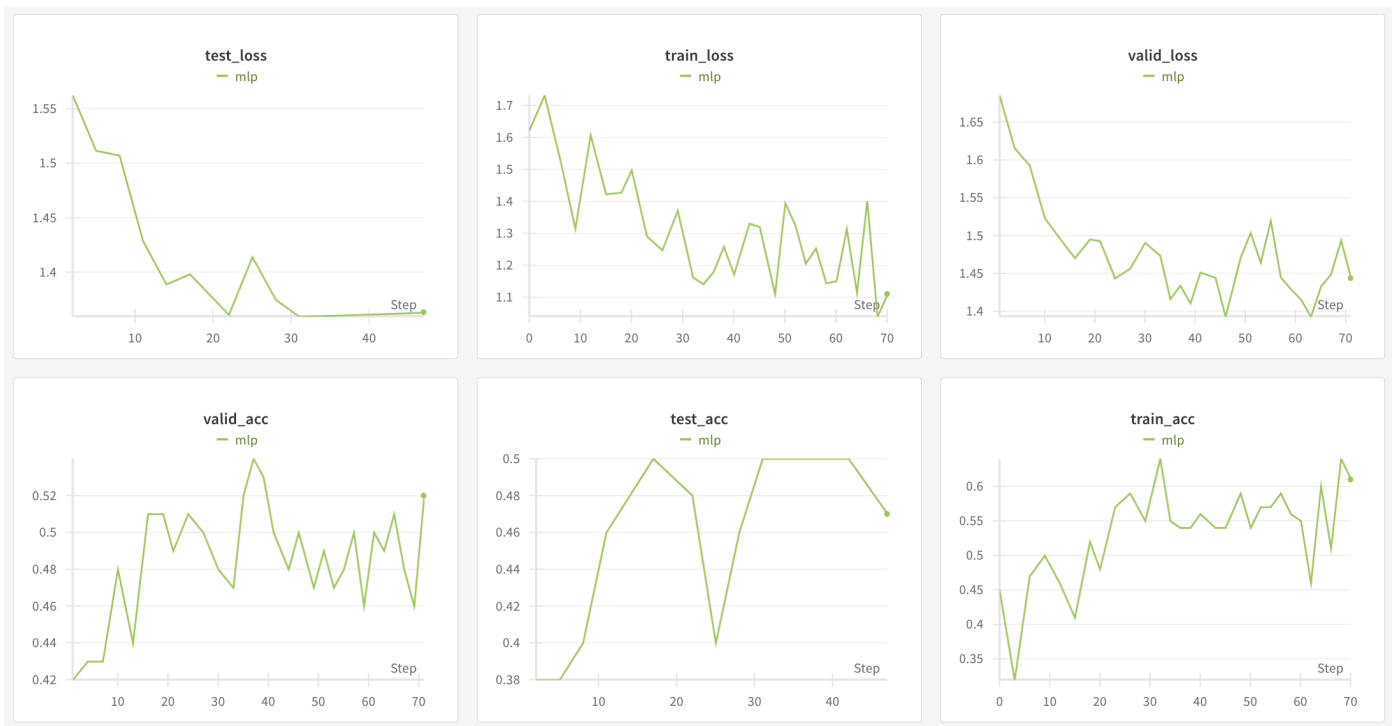 test_loss
mlp
1.55
1.5
1.45
1.4
Step
10 20 30 40
train_loss
mlp
1.7
1.6
1.5
1.4
1.3
1.2
1.1
Step
0 10 20 30 40 50 60 70
valid_loss
mlp
1.65
1.6
1.55
1.5
1.45
1.4
Step
10 20 30 40 50 60 70
valid_acc
mlp
0.52
0.5
0.48
0.46
0.44
0.42
Step
10 20 30 40 50 60 70
test_acc
mlp
0.5
0.48
0.46
0.44
0.42
0.4
0.38
Step
10 20 30 40
train_acc
mlp
0.6
0.55
0.5
0.45
0.4
0.35
Step
0 10 20 30 40 50 60 70